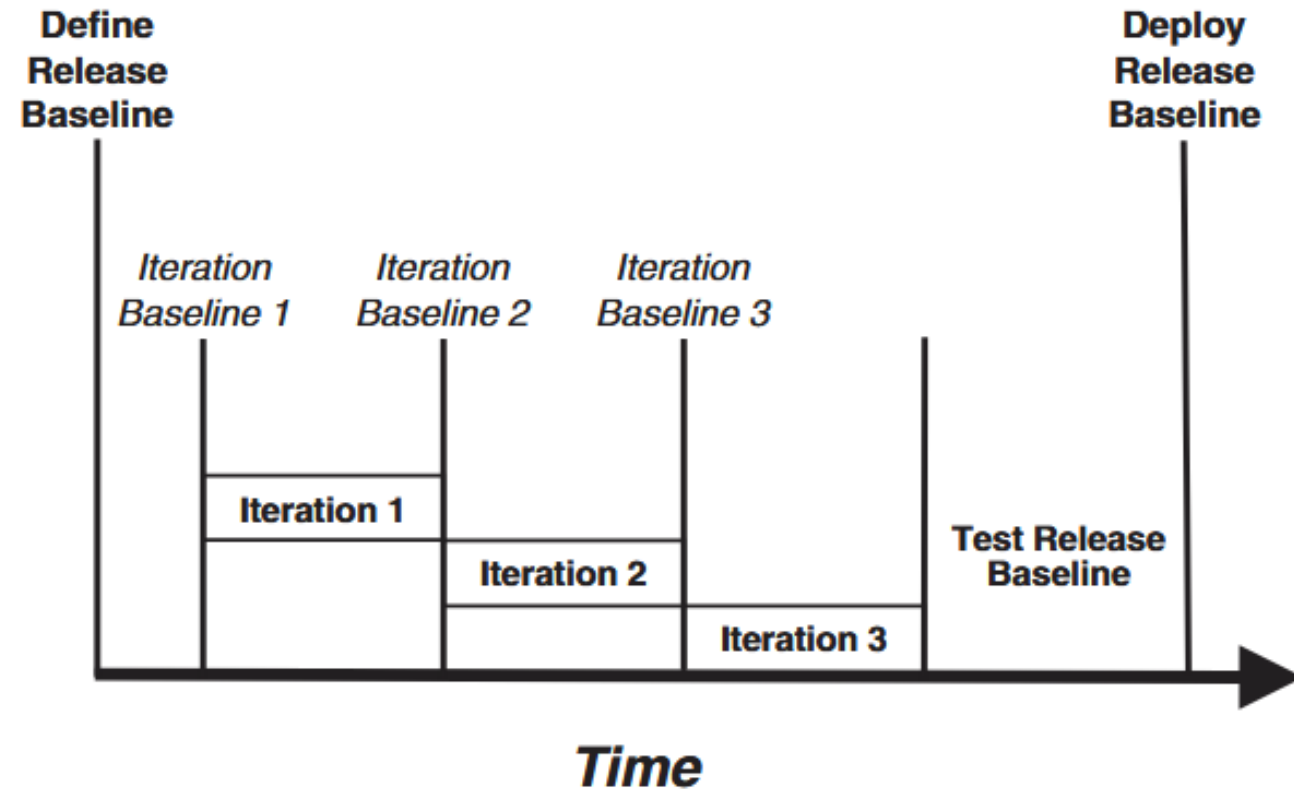 Define
Release
Baseline
Deploy
Release
Baseline
Iteration
Baseline 1
Iteration
Baseline 2
Iteration
Baseline 3
Iteration 1
Iteration 2
Iteration 3
Test Release
Baseline
Time